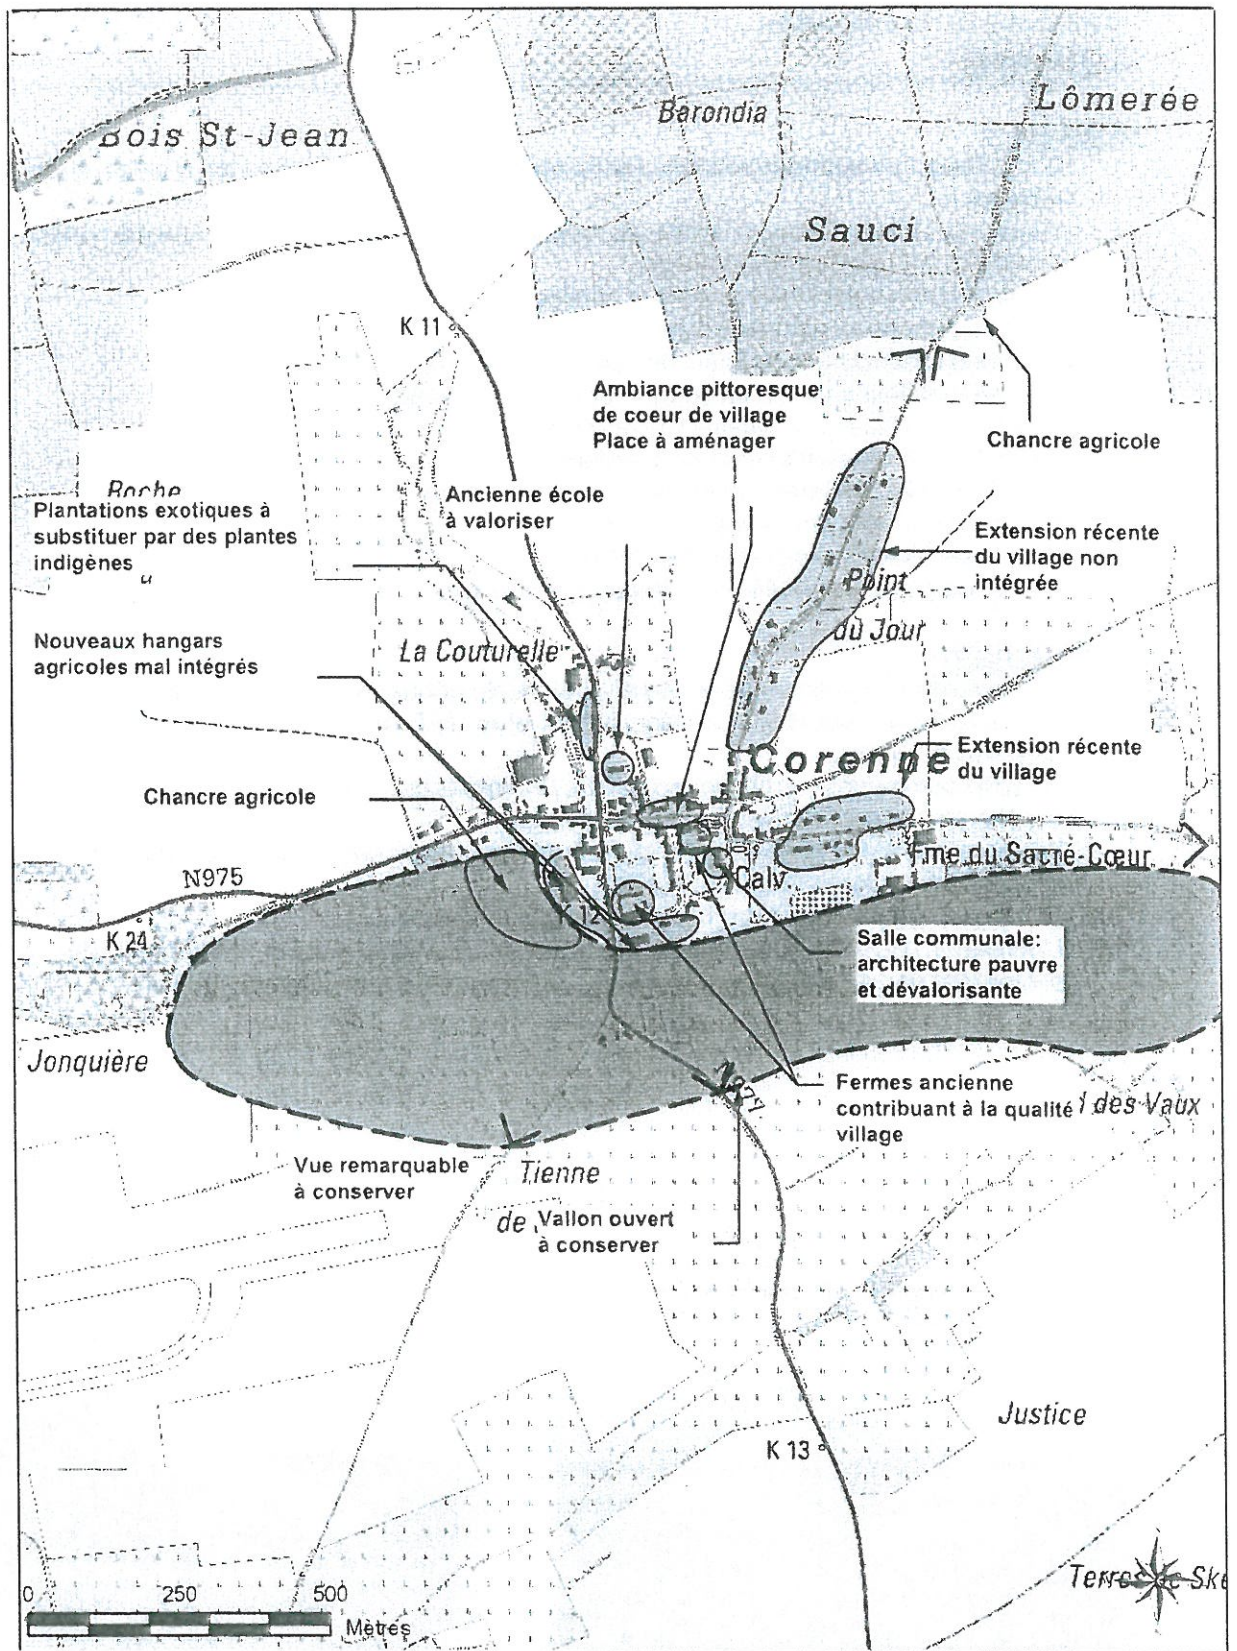 Bois St-Jean
Barondia
Lômerée
Sauci
K 11
Ambiance pittoresque
de coeur de village
Place à aménager
Chancre agricole
Roche
Plantations exotiques à
substituer par des plantes
indigènes
Ancienne école
à valoriser
Extension récente
du village non
intégrée
Point
du Jour
Nouveaux hangars
agricoles mal intégrés
La Couturelle
Corenne
Extension récente
du village
Chancre agricole
N975
K 24
K 12
Calv.
Fme du Sacré-Cœur
Salle communale:
architecture pauvre
et dévalorisante
Jonquière
N977
Fermes ancienne
contribuant à la qualité
village
des Vaux
Vue remarquable
à conserver
Tienne
de
Vallon ouvert
à conserver
Justice
K 13
0 250 500
Mètres